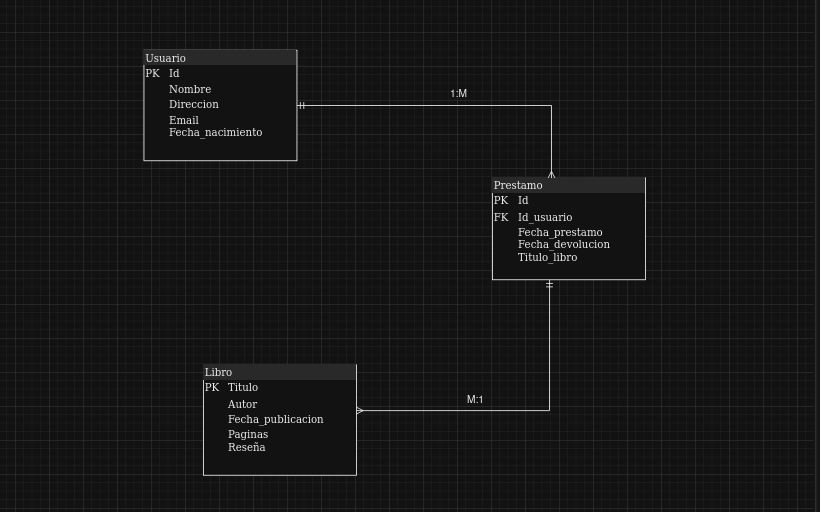 Usuario
PK Id
Nombre
Direccion
Email
Fecha_nacimiento
1:M
Prestamo
PK Id
FK Id_usuario
Fecha_prestamo
Fecha_devolucion
Titulo_libro
Libro
PK Titulo
Autor
Fecha_publicacion
Paginas
Reseña
M:1